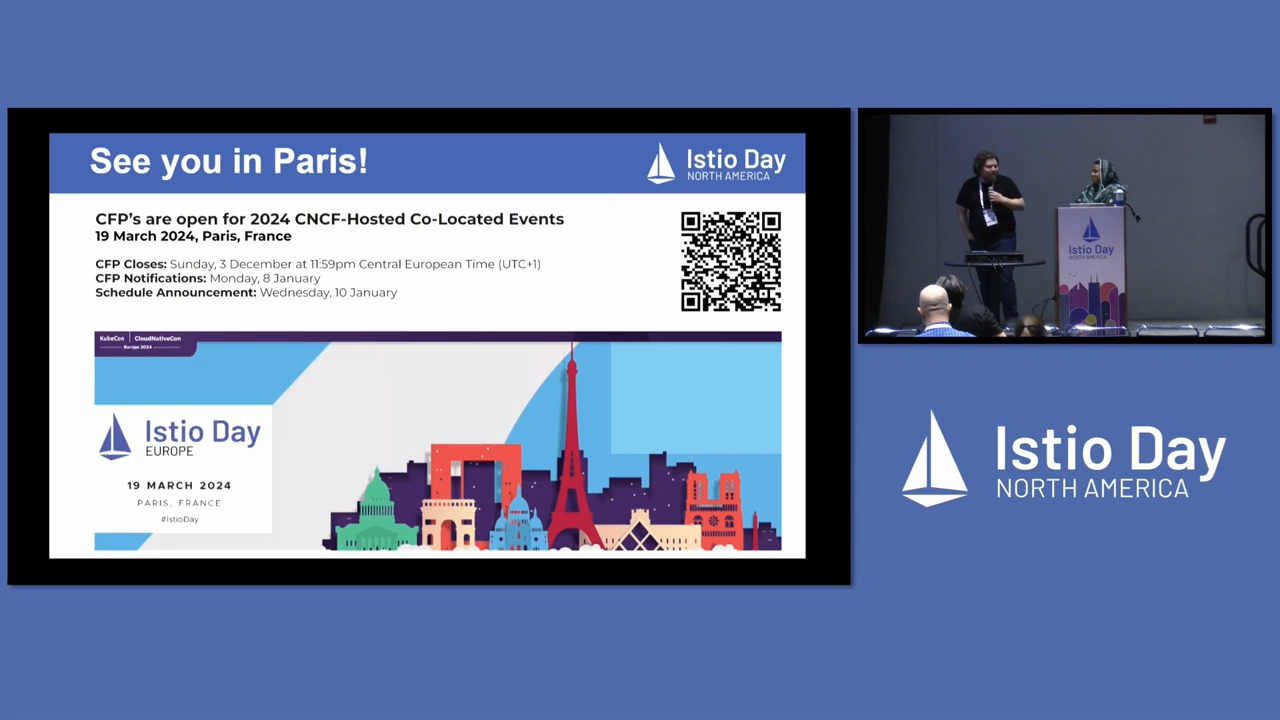 See you in Paris!
Istio Day
NORTH AMERICA
CFP's are open for 2024 CNCF-Hosted Co-Located Events
19 March 2024, Paris, France
CFP Closes: Sunday, 3 December at 11:59pm Central European Time (UTC+1)
CFP Notifications: Monday, 8 January
Schedule Announcement: Wednesday, 10 January
KubeCon | CloudNativeCon
Europe 2024
Istio Day
EUROPE
19 MARCH 2024
PARIS, FRANCE
#IstioDay
Istio Day
NORTH AMERICA
Istio Day
NORTH AMERICA